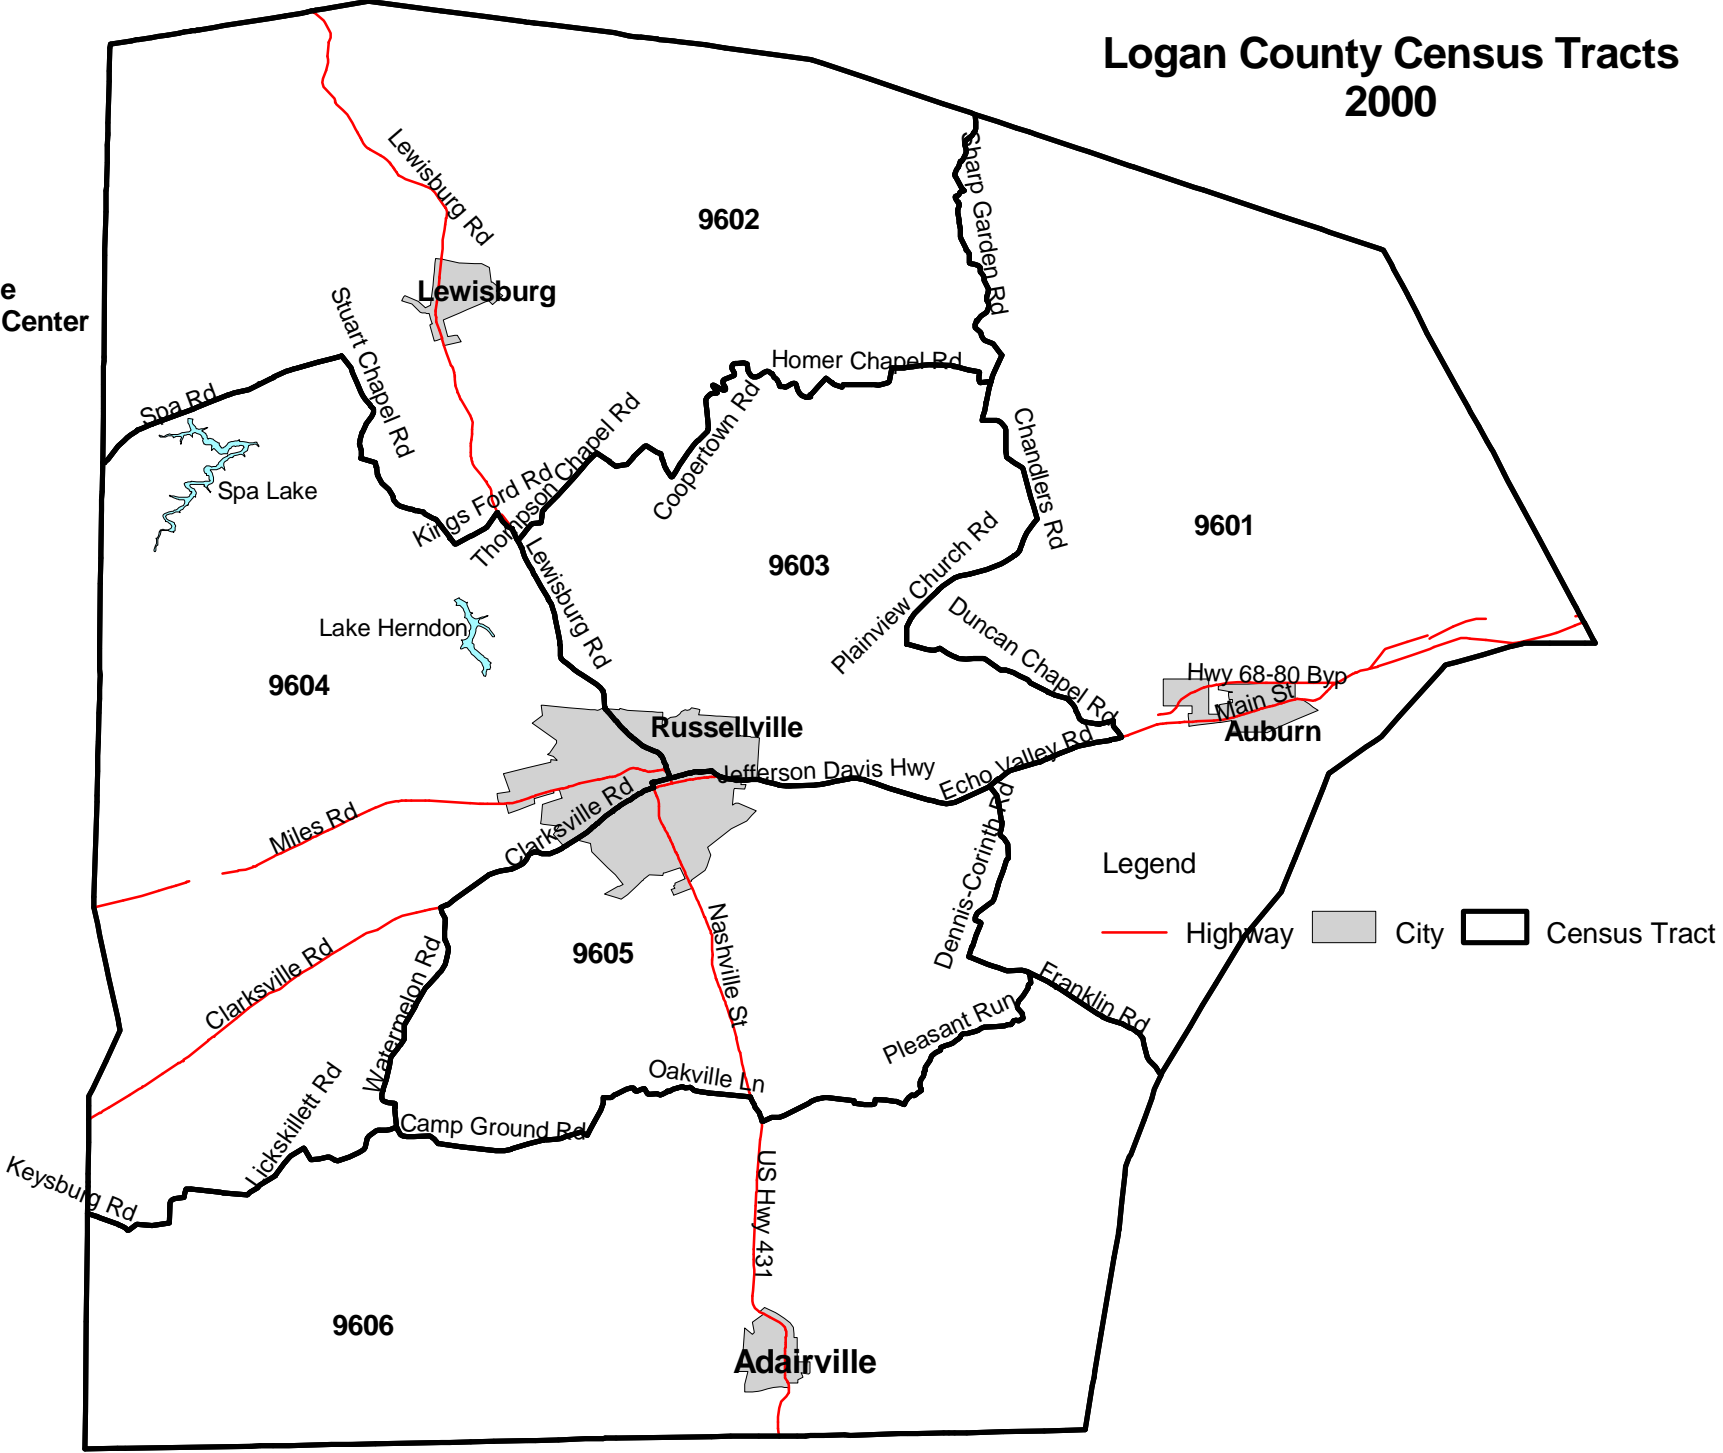 Logan County Census Tracts
2000
Lewisburg Rd
Sharp Garden Rd
9602
e
Center
Lewisburg
Stuart Chapel Rd
Homer Chapel Rd
Spa Rd
Thompson Chapel Rd
Coopertown Rd
Chandlers Rd
Spa Lake
Kings Ford Rd
9601
9603
Plainview Church Rd
Lewisburg Rd
Duncan Chapel Rd
Lake Herndon
9604
Hwy 68-80 Byp
Main St
Russellville
Auburn
Jefferson Davis Hwy
Echo Valley Rd
Miles Rd
Clarksville Rd
Dennis-Corinth Rd
Legend
Highway
City
Census Tract
Nashville St
9605
Clarksville Rd
Watermelon Rd
Franklin Rd
Pleasant Run
Oakville Ln
Lickskillett Rd
Camp Ground Rd
Keysburg Rd
US Hwy 431
9606
Adairville